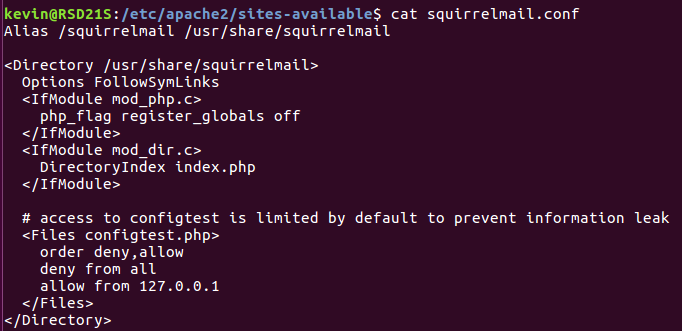 kevin@RSD21S:/etc/apache2/sites-available$ cat squirrelmail.conf
Alias /squirrelmail /usr/share/squirrelmail

<Directory /usr/share/squirrelmail>
  Options FollowSymLinks
  <IfModule mod_php.c>
    php_flag register_globals off
  </IfModule>
  <IfModule mod_dir.c>
    DirectoryIndex index.php
  </IfModule>

  # access to configtest is limited by default to prevent information leak
  <Files configtest.php>
    order deny,allow
    deny from all
    allow from 127.0.0.1
  </Files>
</Directory>